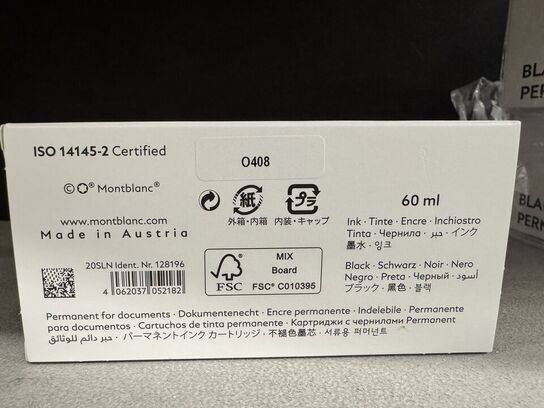 ISO 14145-2 Certified
O408
© Montblanc®
www.montblanc.com
Made in Austria
紙 プラ
外箱・内箱 内装・キャップ
60 ml
Ink · Tinte · Encre · Inchiostro
Tinta · Чернила · حبر · インク
墨水 · 잉크
20SLN Ident. Nr. 128196
4 062037 052182
FSC
MIX
Board
FSC® C010395
Black · Schwarz · Noir · Nero
Negro · Preta · Черный · أسود
ブラック · 黑色 · 블랙
Permanent for documents · Dokumentenecht · Encre permanente · Indelebile · Permanente
para documentos · Cartuchos de tinta permanente · Картриджи с чернилами Permanent
حبر دائم للوثائق · パーマネントインク カートリッジ · 不褪色墨芯 · 서류용 퍼머넌트
BLA
PER
BLA
PERM